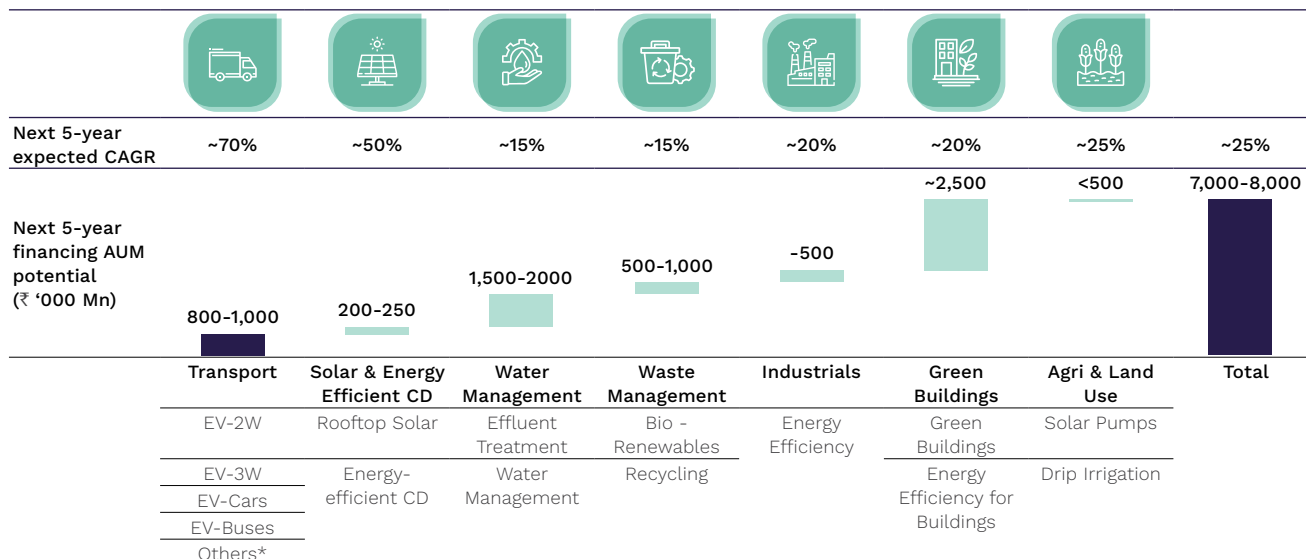 Next 5-year
expected CAGR
~70%
~50%
~15%
~15%
~20%
~20%
~25%
~25%
Next 5-year
financing AUM
potential
(₹ ‘000 Mn)
800-1,000
200-250
1,500-2000
500-1,000
-500
~2,500
<500
7,000-8,000
Transport
Solar & Energy
Efficient CD
Water
Management
Waste
Management
Industrials
Green
Buildings
Agri & Land
Use
Total
EV-2W
Rooftop Solar
Effluent
Treatment
Bio -
Renewables
Energy
Efficiency
Green
Buildings
Solar Pumps
EV-3W
EV-Cars
EV-Buses
Others*
Energy-
efficient CD
Water
Management
Recycling
Energy
Efficiency for
Buildings
Drip Irrigation